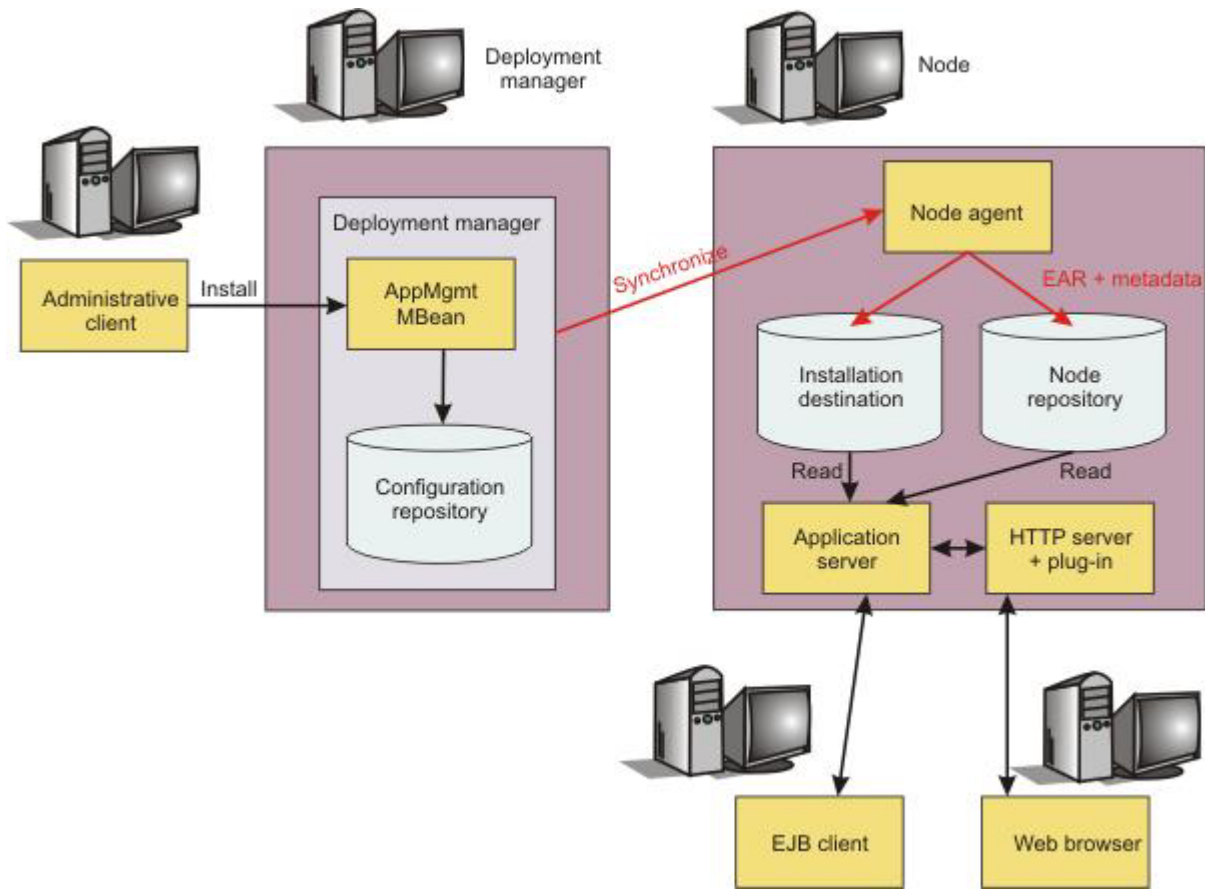 Deployment
manager
Node
Deployment manager
Node agent
Administrative
client
Install
AppMgmt
MBean
Synchronize
EAR + metadata
Installation
destination
Node
repository
Configuration
repository
Read
Read
Application
server
HTTP server
+ plug-in
EJB client
Web browser